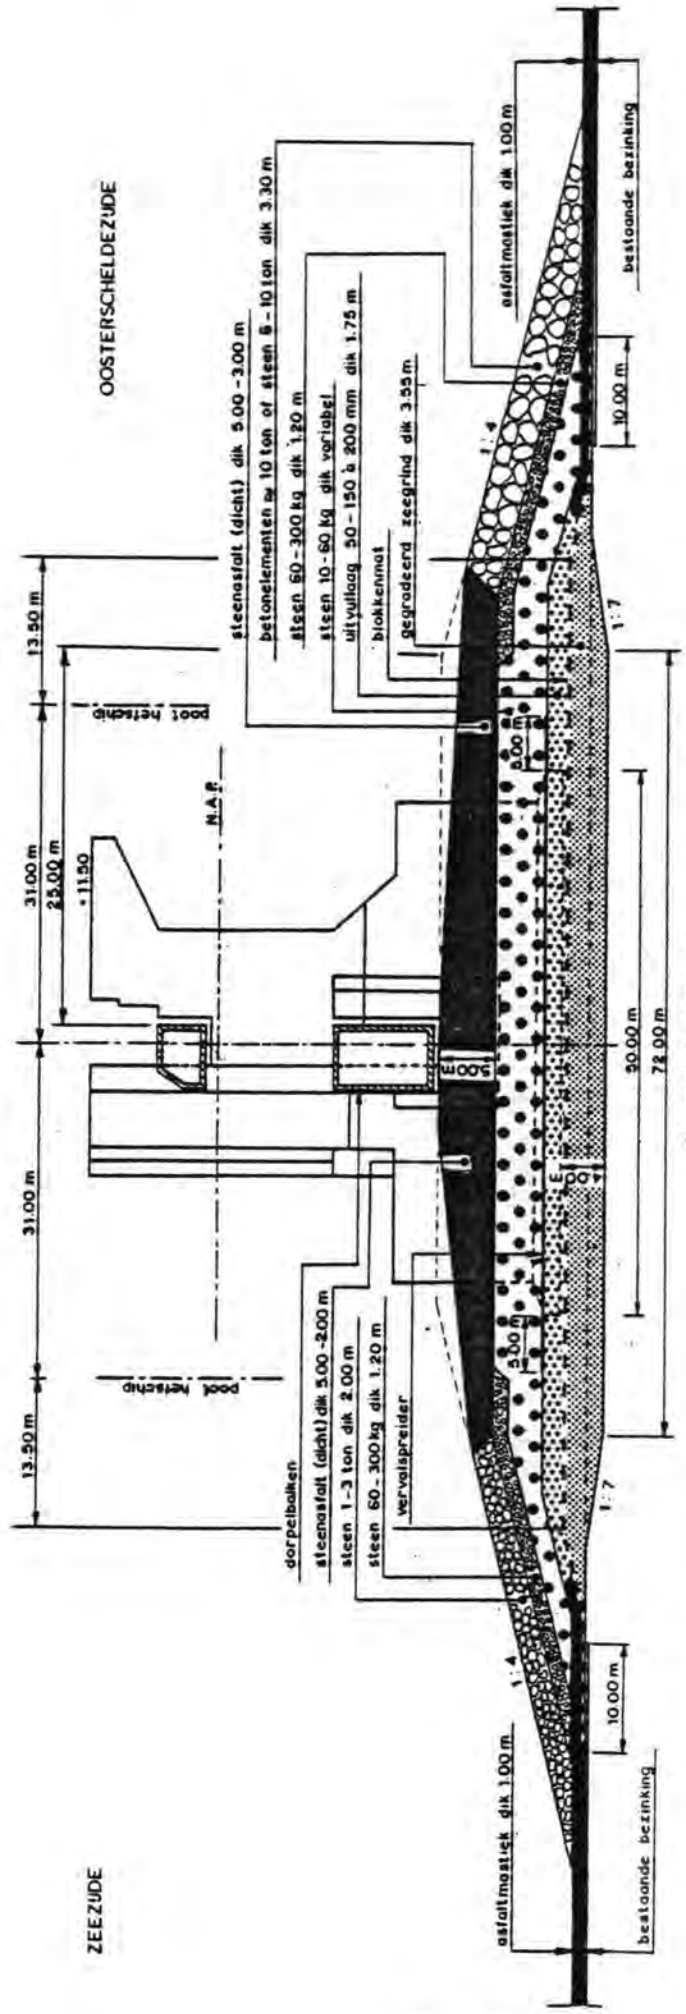 ZEEZIJDE
OOSTERSCHELDEZIJDE
13.50 m
31.00 m
31.00 m
13.50 m
25.00 m
+11.50
poot hefschip
poot hefschip
N.A.P.
dorpelbalken
steenasfalt (dicht) dik 5.00-2.00 m
steen 1-3 ton dik 2.00 m
steen 60-300 kg dik 1.20 m
vervalspreider
steenasfalt (dicht) dik 5.00-3.00 m
betonelementen 10 ton of steen 6-10 ton dik 3.30 m
steen 60-300 kg dik 1.20 m
steen 10-60 kg dik variabel
uitvullaag 50-150 à 200 mm dik 1.75 m
blokkenmat
gegradeerd zeegrind dik 3.55 m
asfaltmastiek dik 1.00 m
asfaltmastiek dik 1.00 m
1:4
1:4
5.00 m
5.00 m
5.00 m
1:7
1:7
10.00 m
10.00 m
50.00 m
72.00 m
bestaande bezinking
bestaande bezinking